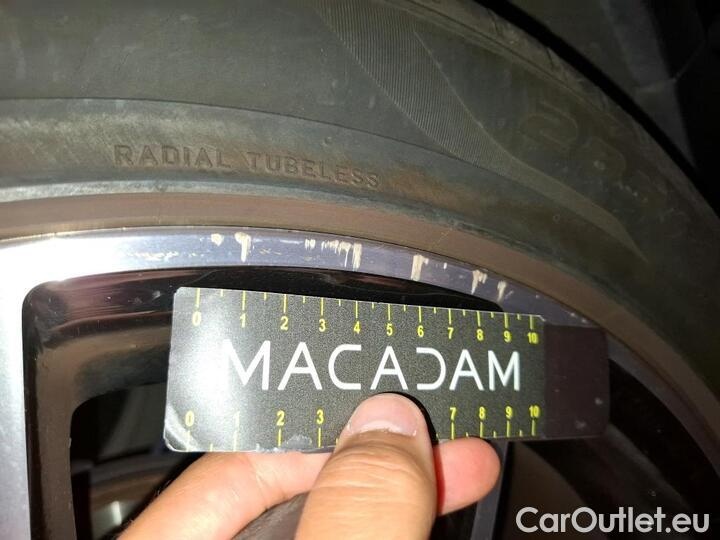 RADIAL TUBELESS
0 1 2 3 4 5 6 7 8 9 10
MACADAM
0 1 2 3 7 8 9 10
CarOutlet.eu